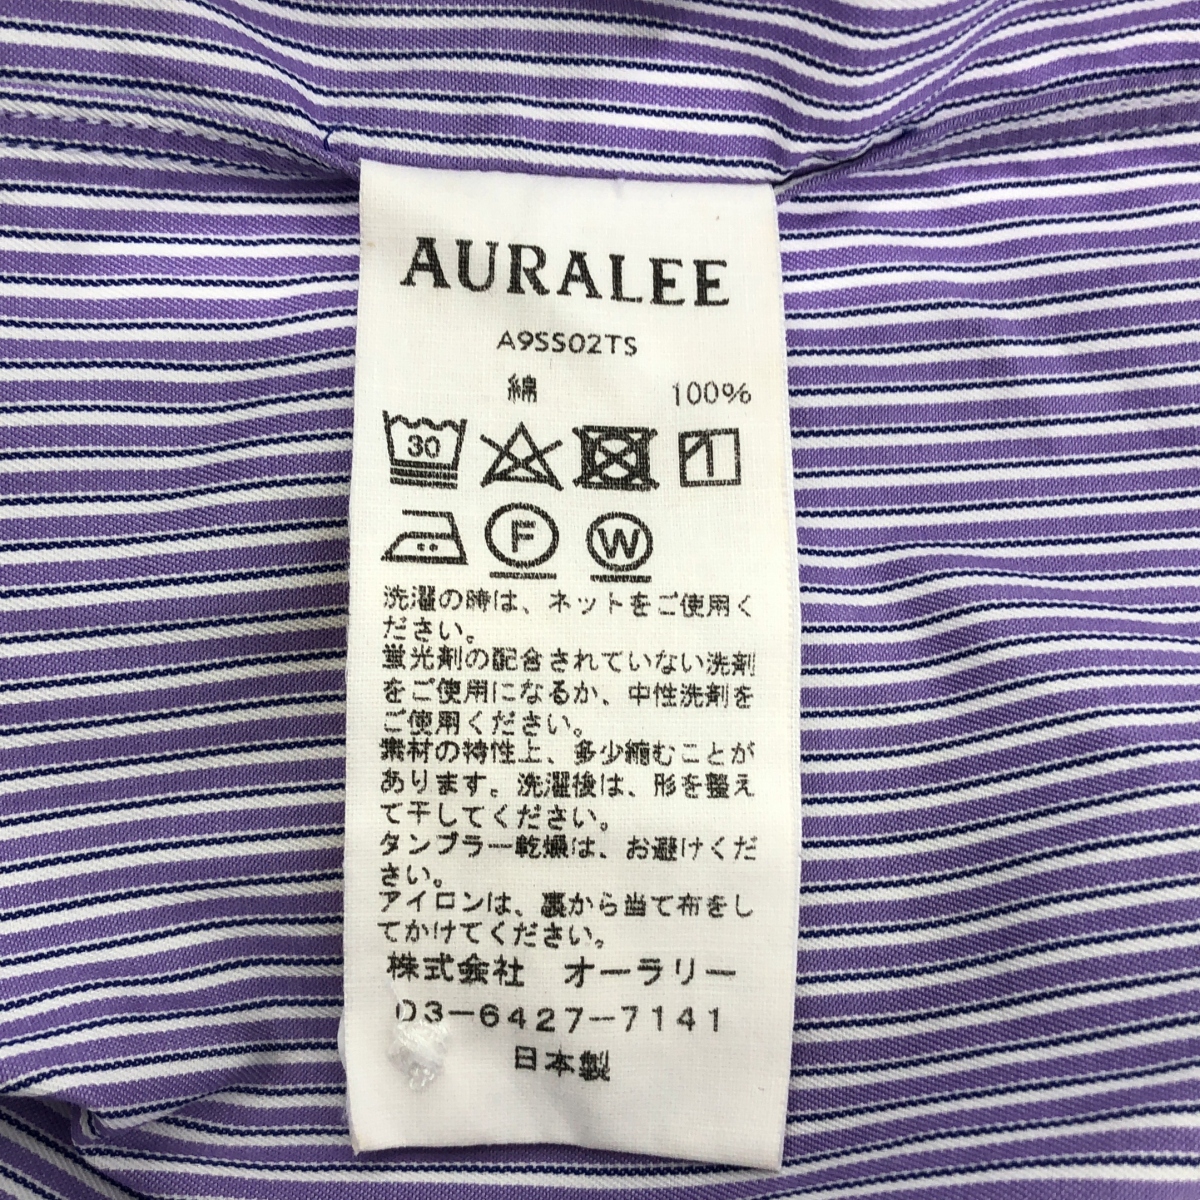 AURALEE
A9SS02TS
綿 100%
30
F W
洗濯の時は、ネットをご使用く
ださい。
蛍光剤の配合されていない洗剤
をご使用になるか、中性洗剤を
ご使用ください。
素材の特性上、多少縮むことが
あります。洗濯後は、形を整え
て干してください。
タンブラー乾燥は、お避けくだ
さい。
アイロンは、裏から当て布をし
てかけてください。
株式会社 オーラリー
03-6427-7141
日本製